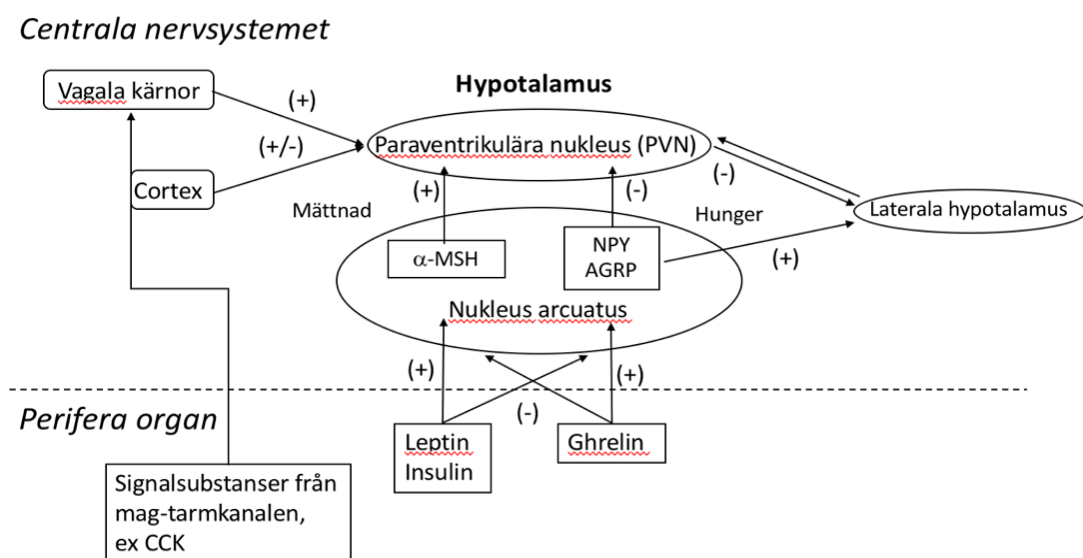 Centrala nervsystemet
Vagala kärnor
Hypotalamus
(+)
Paraventrikulära nukleus (PVN)
(+/-)
Cortex
(+)
(-)
(-)
Mättnad
Hunger
Laterala hypotalamus
α-MSH
NPY
AGRP
(+)
Nukleus arcuatus
(+)
(+)
(-)
Perifera organ
Leptin
Insulin
Ghrelin
Signalsubstanser från
mag-tarmkanalen,
ex CCK